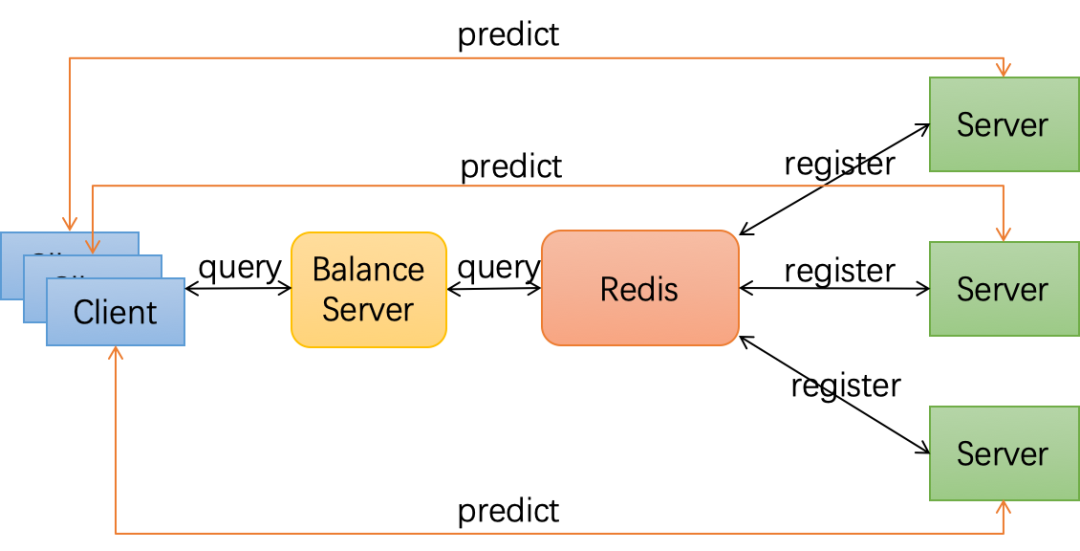 predict
Server
predict
register
Client
query
Balance
Server
query
Redis
register
Server
register
Server
predict